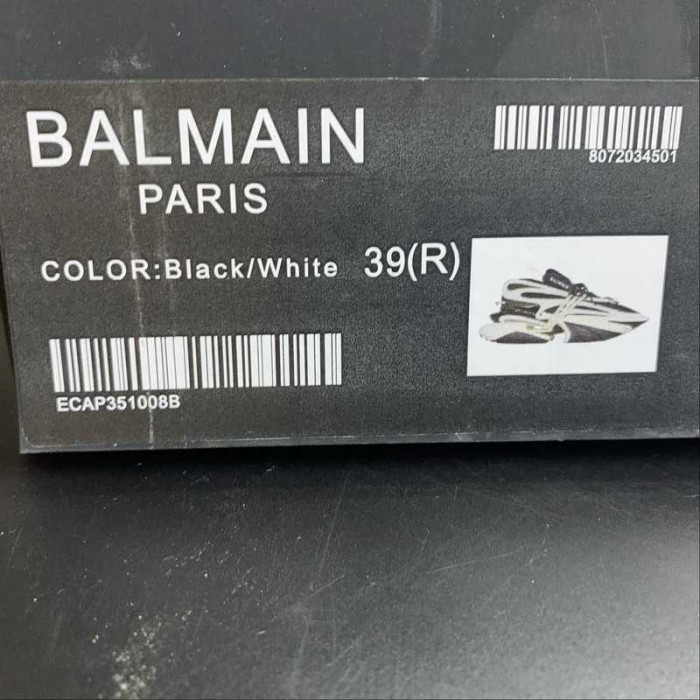 BALMAIN
PARIS
8072034501
COLOR:Black/White 39(R)
ECAP351008B